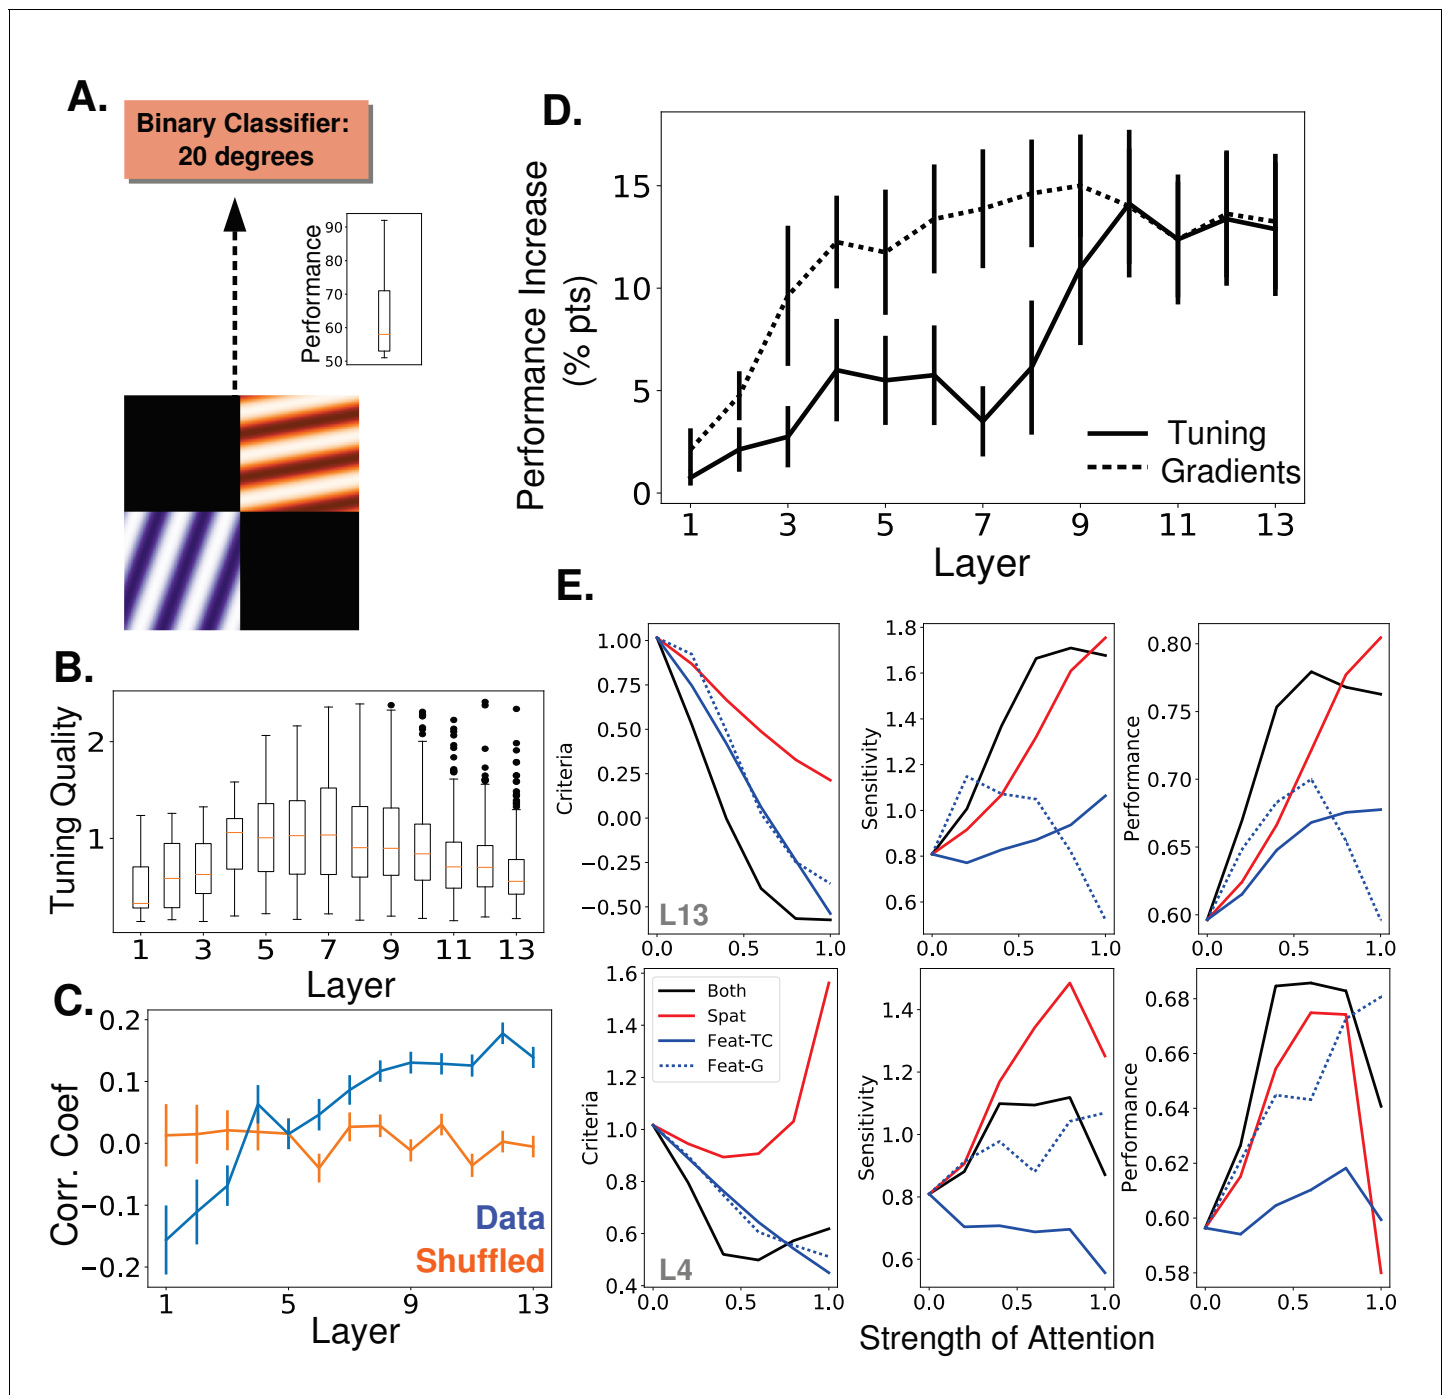 A.
Binary Classifier:
20 degrees
Performance
90
80
70
60
50
B.
Tuning Quality
2
1
1 3 5 7 9 11 13
Layer
C.
Corr. Coef
0.2
0.1
0.0
−0.1
−0.2
Data
Shuffled
1 5 9 13
Layer
D.
Performance Increase
(% pts)
15
10
5
0
Tuning
Gradients
1 3 5 7 9 11 13
Layer
E.
Criteria
1.00
0.75
0.50
0.25
0.00
−0.25
−0.50
L13
0.0 0.5 1.0
Sensitivity
1.8
1.6
1.4
1.2
1.0
0.8
0.6
0.0 0.5 1.0
Performance
0.80
0.75
0.70
0.65
0.60
0.0 0.5 1.0
Criteria
1.6
1.4
1.2
1.0
0.8
0.6
0.4
Both
Spat
Feat-TC
Feat-G
L4
0.0 0.5 1.0
Sensitivity
1.4
1.2
1.0
0.8
0.6
0.0 0.5 1.0
Performance
0.68
0.66
0.64
0.62
0.60
0.58
0.0 0.5 1.0
Strength of Attention